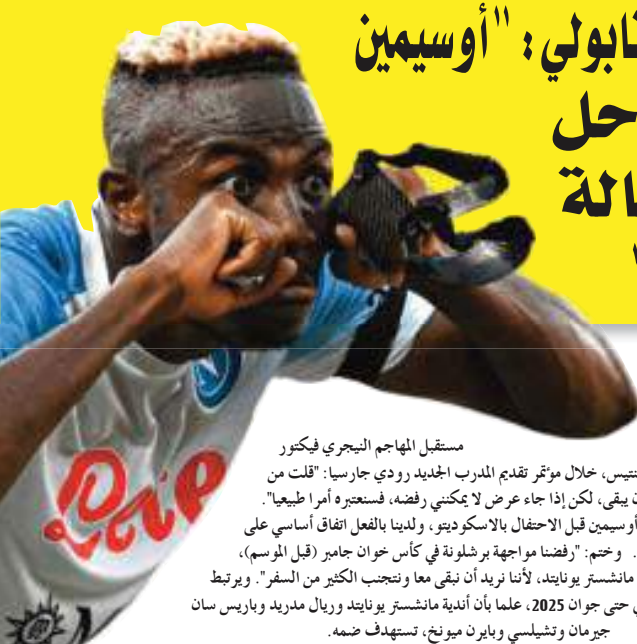 نابولي: "أوسيمين
مستقبل المهاجم النيجري فيكتور
خلال مؤتمر تقديم المدرب الجديد رودي جارسيا: "قلت من
يبقى، لكن إذا جاء عرض لا يمكنني رفضه، فسنعتبره أمرا طبيعيا".
أوسيمين قبل الاحتفال بالاسكوديتو، ولدينا بالفعل اتفاق أساسي على
وختم: "رفضنا مواجهة برشلونة في كأس خوان جامبر (قبل الموسم)،
مانشستر يونايتد، لأننا نريد أن نبقى معا ونتجنب الكثير من السفر". ويرتبط
حتى جوان 2025، علما بأن أندية مانشستر يونايتد وريال مدريد وباريس سان
جيرمان وتشيلسي وبايرن ميونخ، تستهدف ضمه.